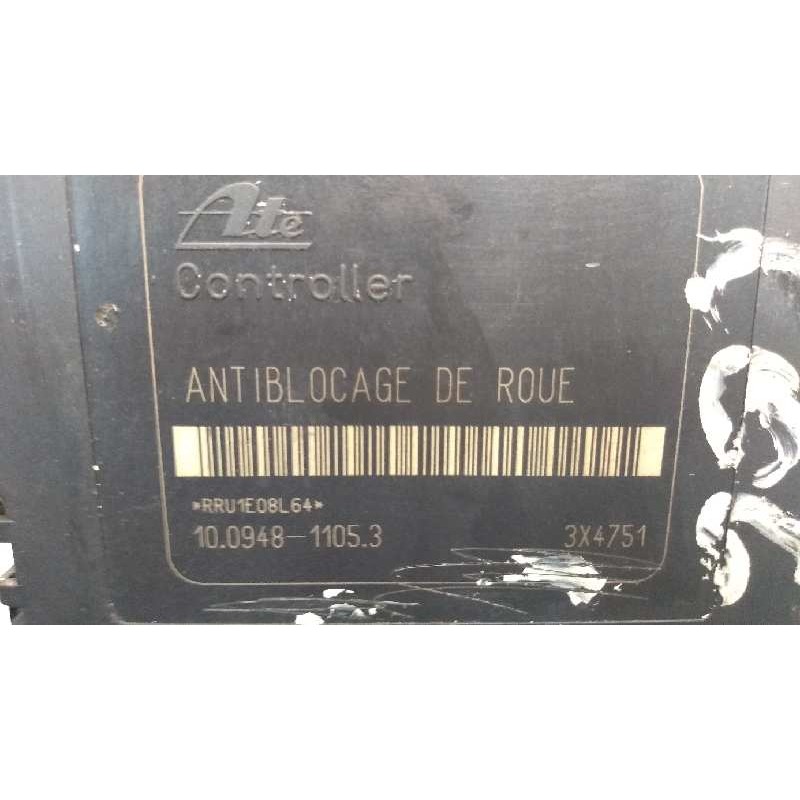 Ate
Controller
ANTIBLOCAGE DE ROUE
*RRU1E08L64*
10.0948-1105.3 3X4751